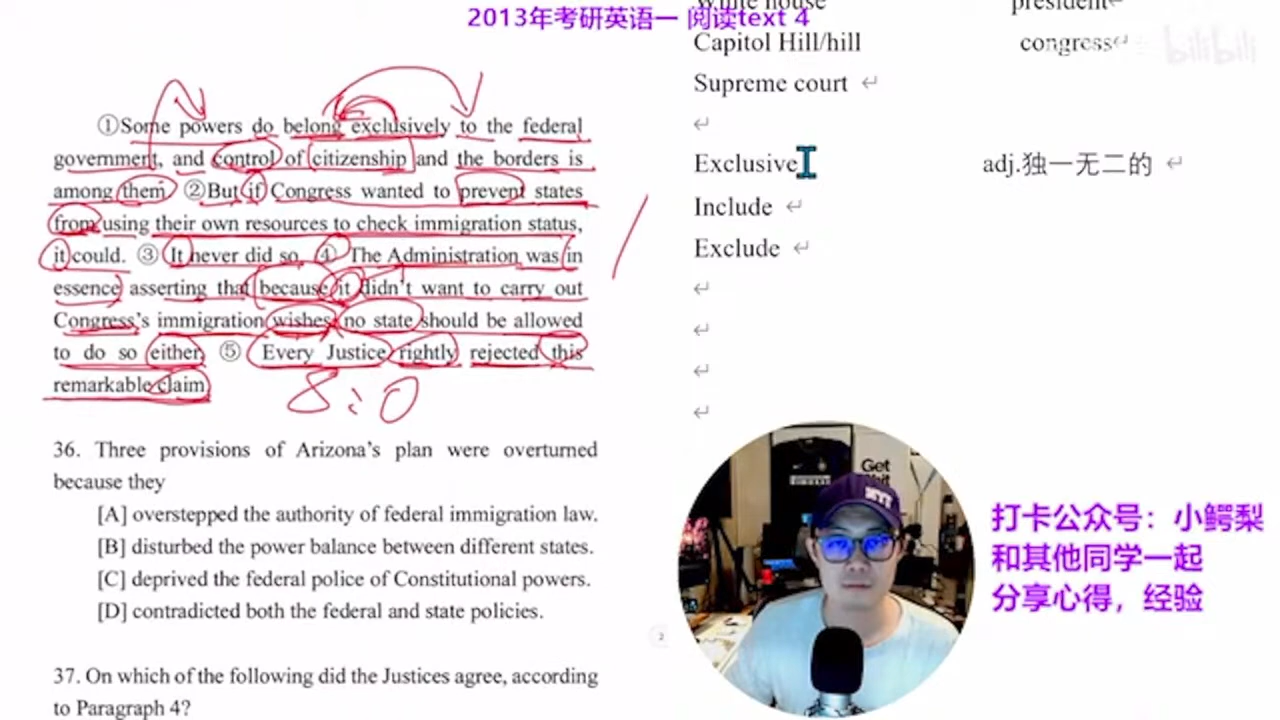 2013年考研英语一 阅读text 4
White house president
Capitol Hill/hill congress
bilibili
Supreme court
Exclusive adj.独一无二的
Include
Exclude
①Some powers do belong exclusively to the federal
government, and control of citizenship and the borders is
among them. ②But if Congress wanted to prevent states
from using their own resources to check immigration status,
it could. ③ It never did so. ④ The Administration was in
essence asserting that because it didn't want to carry out
Congress's immigration wishes, no state should be allowed
to do so either. ⑤ Every Justice rightly rejected this
remarkable claim.
8:0
36. Three provisions of Arizona's plan were overturned
because they
[A] overstepped the authority of federal immigration law.
[B] disturbed the power balance between different states.
[C] deprived the federal police of Constitutional powers.
[D] contradicted both the federal and state policies.
2
37. On which of the following did the Justices agree, according
to Paragraph 4?
Get
NYT
打卡公众号：小鳄梨
和其他同学一起
分享心得，经验